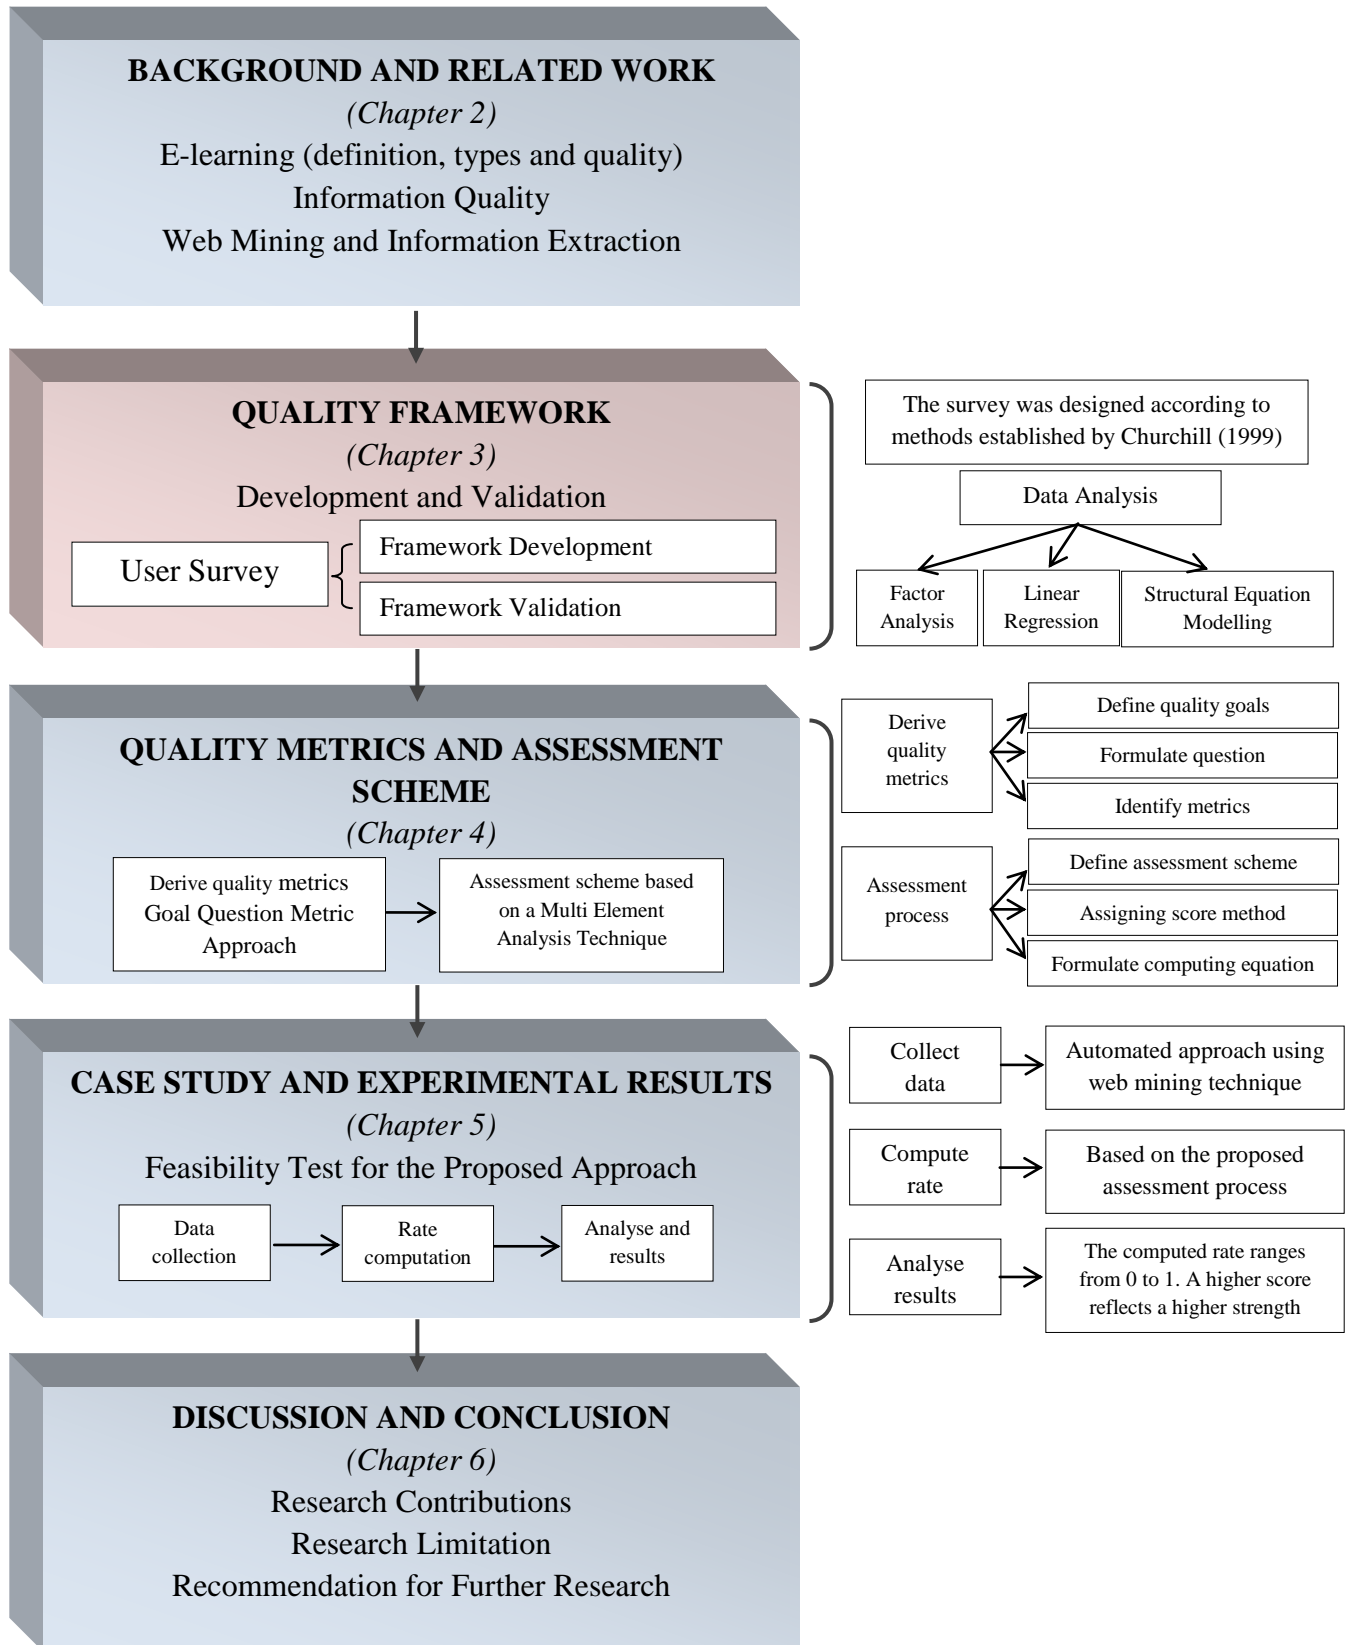 BACKGROUND AND RELATED WORK
(Chapter 2)
E-learning (definition, types and quality)
Information Quality
Web Mining and Information Extraction
QUALITY FRAMEWORK
(Chapter 3)
Development and Validation
User Survey
Framework Development
Framework Validation
The survey was designed according to
methods established by Churchill (1999)
Data Analysis
Factor
Analysis
Linear
Regression
Structural Equation
Modelling
QUALITY METRICS AND ASSESSMENT
SCHEME
(Chapter 4)
Derive quality metrics
Goal Question Metric
Approach
Assessment scheme based
on a Multi Element
Analysis Technique
Derive
quality
metrics
Define quality goals
Formulate question
Identify metrics
Assessment
process
Define assessment scheme
Assigning score method
Formulate computing equation
CASE STUDY AND EXPERIMENTAL RESULTS
(Chapter 5)
Feasibility Test for the Proposed Approach
Data
collection
Rate
computation
Analyse and
results
Collect
data
Automated approach using
web mining technique
Compute
rate
Based on the proposed
assessment process
Analyse
results
The computed rate ranges
from 0 to 1. A higher score
reflects a higher strength
DISCUSSION AND CONCLUSION
(Chapter 6)
Research Contributions
Research Limitation
Recommendation for Further Research